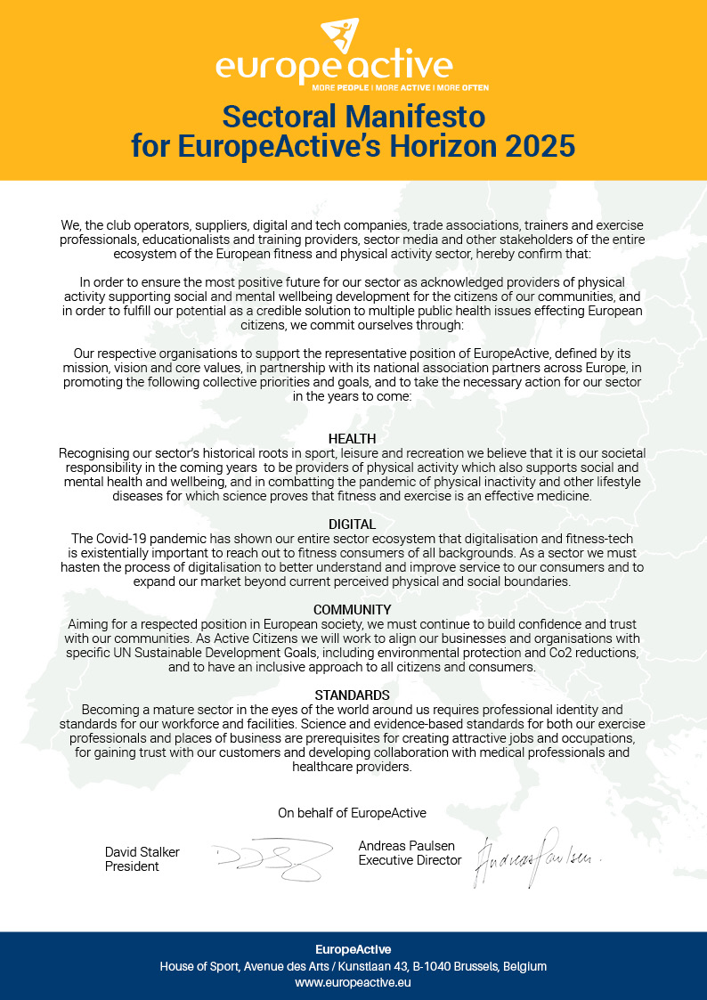 europe active
MORE PEOPLE | MORE ACTIVE | MORE OFTEN
Sectoral Manifesto
for EuropeActive's Horizon 2025
We, the club operators, suppliers, digital and tech companies, trade associations, trainers and exercise
professionals, educationalists and training providers, sector media and other stakeholders of the entire
ecosystem of the European fitness and physical activity sector, hereby confirm that:
In order to ensure the most positive future for our sector as acknowledged providers of physical
activity supporting social and mental wellbeing development for the citizens of our communities, and
in order to fulfill our potential as a credible solution to multiple public health issues effecting European
citizens, we commit ourselves through:
Our respective organisations to support the representative position of EuropeActive, defined by its
mission, vision and core values, in partnership with its national association partners across Europe, in
promoting the following collective priorities and goals, and to take the necessary action for our sector
in the years to come:
HEALTH
Recognising our sector's historical roots in sport, leisure and recreation we believe that it is our societal
responsibility in the coming years to be providers of physical activity which also supports social and
mental health and wellbeing, and in combatting the pandemic of physical inactivity and other lifestyle
diseases for which science proves that fitness and exercise is an effective medicine.
DIGITAL
The Covid-19 pandemic has shown our entire sector ecosystem that digitalisation and fitness-tech
is existentially important to reach out to fitness consumers of all backgrounds. As a sector we must
hasten the process of digitalisation to better understand and improve service to our consumers and to
expand our market beyond current perceived physical and social boundaries.
COMMUNITY
Aiming for a respected position in European society, we must continue to build confidence and trust
with our communities. As Active Citizens we will work to align our businesses and organisations with
specific UN Sustainable Development Goals, including environmental protection and Co2 reductions,
and to have an inclusive approach to all citizens and consumers.
STANDARDS
Becoming a mature sector in the eyes of the world around us requires professional identity and
standards for our workforce and facilities. Science and evidence-based standards for both our exercise
professionals and places of business are prerequisites for creating attractive jobs and occupations,
for gaining trust with our customers and developing collaboration with medical professionals and
healthcare providers.
On behalf of EuropeActive
David Stalker
President
Andreas Paulsen
Executive Director
Andreas Paulsen.
EuropeActive
House of Sport, Avenue des Arts / Kunstlaan 43, B-1040 Brussels, Belgium
www.europeactive.eu